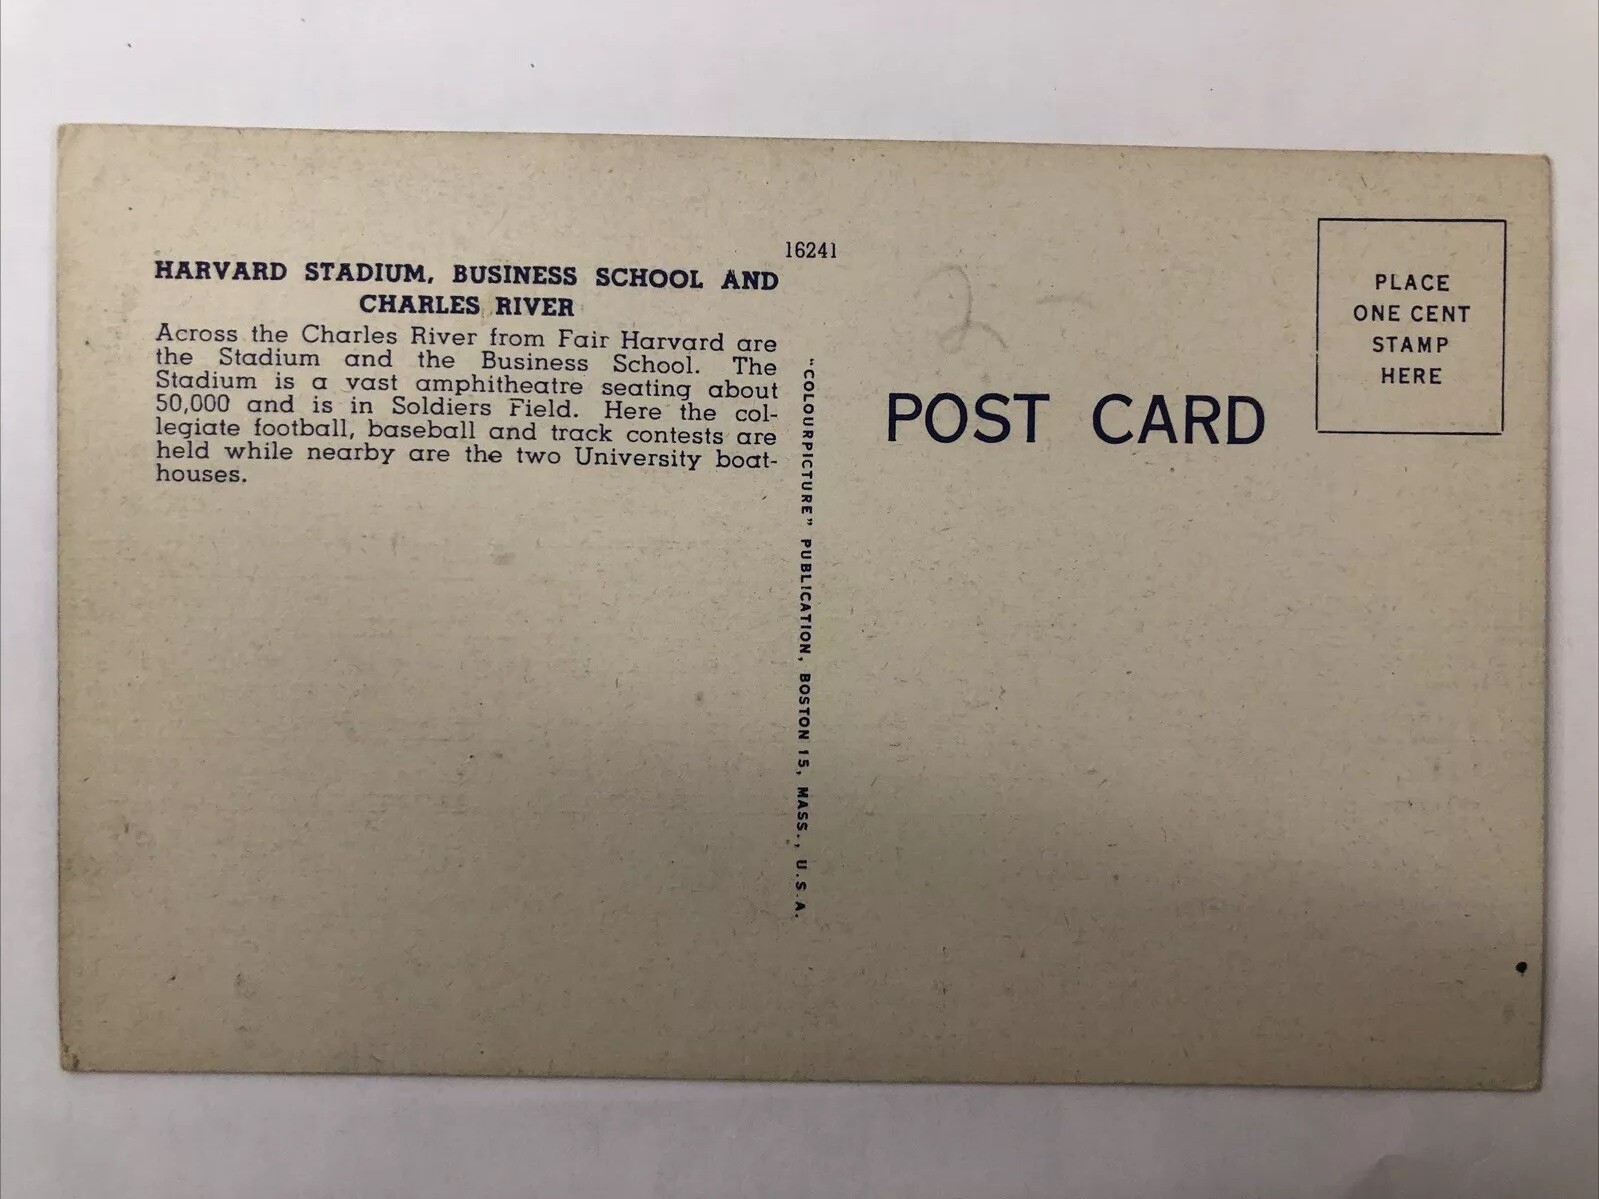 16241
HARVARD STADIUM, BUSINESS SCHOOL AND
CHARLES RIVER
Across the Charles River from Fair Harvard are
the Stadium and the Business School. The
Stadium is a vast amphitheatre seating about
50,000 and is in Soldiers Field. Here the col-
legiate football, baseball and track contests are
held while nearby are the two University boat-
houses.
"COLOURPICTURE" PUBLICATION, BOSTON 15, MASS., U.S.A.
2-
POST CARD
PLACE
ONE CENT
STAMP
HERE